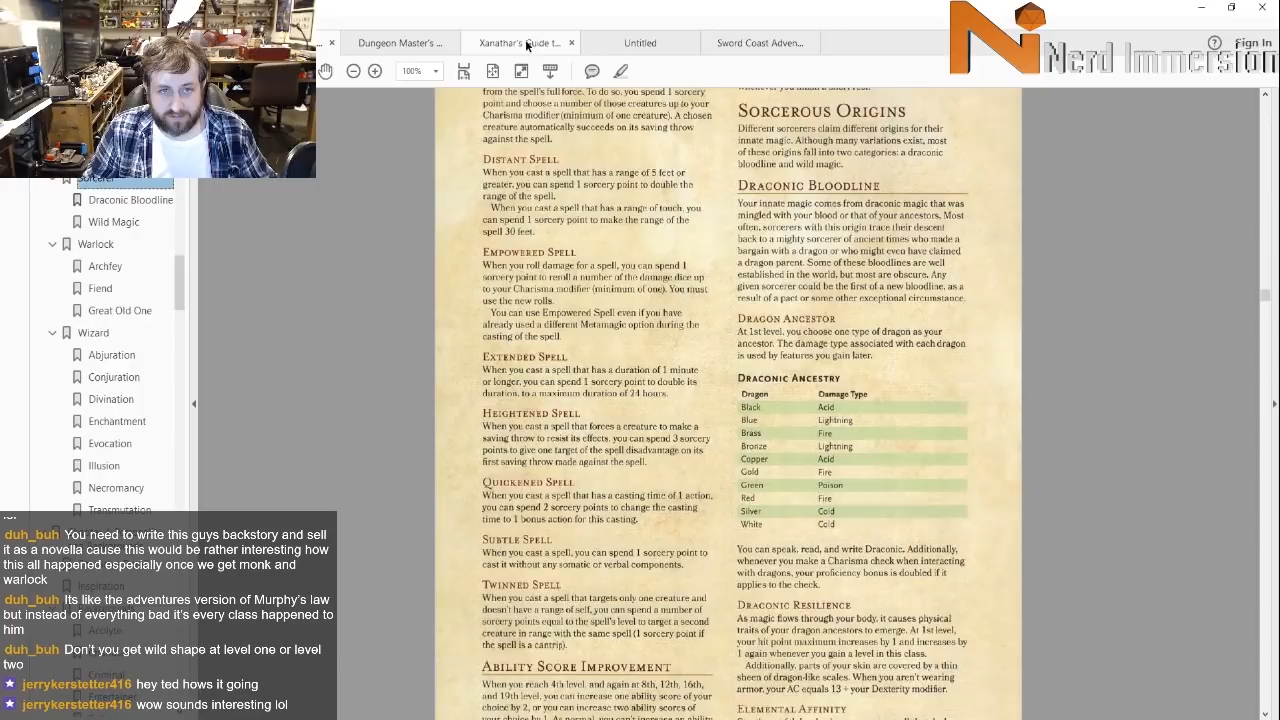 Dungeon Master's ...
Xanathar's Guide t...
Untitled
Sword Coast Adven...
Sign In
100%
Nerd Immersion
Sorcerer
Draconic Bloodline
Wild Magic
Warlock
Archfey
Fiend
Great Old One
Wizard
Abjuration
Conjuration
Divination
Enchantment
Evocation
Illusion
Necromancy
Transmutation
Inspiration
Acolyte
Criminal
Entertainer
lol
duh_buh You need to write this guys backstory and sell
it as a novella cause this would be rather interesting how
this all happened especially once we get monk and
warlock
duh_buh Its like the adventures version of Murphy's law
but instead of everything bad it's every class happened to
him
duh_buh Don't you get wild shape at level one or level
two
jerrykerstetter416 hey ted hows it going
jerrykerstetter416 wow sounds interesting lol
from the spell's full force. To do so, you spend 1 sorcery
point and choose a number of those creatures up to your
Charisma modifier (minimum of one creature). A chosen
creature automatically succeeds on its saving throw
against the spell.
DISTANT SPELL
When you cast a spell that has a range of 5 feet or
greater, you can spend 1 sorcery point to double the
range of the spell.
When you cast a spell that has a range of touch, you
can spend 1 sorcery point to make the range of the
spell 30 feet.
EMPOWERED SPELL
When you roll damage for a spell, you can spend 1
sorcery point to reroll a number of the damage dice up
to your Charisma modifier (minimum of one). You must
use the new rolls.
You can use Empowered Spell even if you have
already used a different Metamagic option during the
casting of the spell.
EXTENDED SPELL
When you cast a spell that has a duration of 1 minute
or longer, you can spend 1 sorcery point to double its
duration, to a maximum duration of 24 hours.
HEIGHTENED SPELL
When you cast a spell that forces a creature to make a
saving throw to resist its effects, you can spend 3 sorcery
points to give one target of the spell disadvantage on its
first saving throw made against the spell.
QUICKENED SPELL
When you cast a spell that has a casting time of 1 action,
you can spend 2 sorcery points to change the casting
time to 1 bonus action for this casting.
SUBTLE SPELL
When you cast a spell, you can spend 1 sorcery point to
cast it without any somatic or verbal components.
TWINNED SPELL
When you cast a spell that targets only one creature and
doesn't have a range of self, you can spend a number of
sorcery points equal to the spell's level to target a second
creature in range with the same spell (1 sorcery point if
the spell is a cantrip).
ABILITY SCORE IMPROVEMENT
When you reach 4th level, and again at 8th, 12th, 16th,
and 19th level, you can increase one ability score of your
choice by 2, or you can increase two ability scores of
your choice by 1. As normal, you can't increase an ability
whenever you finish a short rest.
SORCEROUS ORIGINS
Different sorcerers claim different origins for their
innate magic. Although many variations exist, most
of these origins fall into two categories: a draconic
bloodline and wild magic.
DRACONIC BLOODLINE
Your innate magic comes from draconic magic that was
mingled with your blood or that of your ancestors. Most
often, sorcerers with this origin trace their descent
back to a mighty sorcerer of ancient times who made a
bargain with a dragon or who might even have claimed
a dragon parent. Some of these bloodlines are well
established in the world, but most are obscure. Any
given sorcerer could be the first of a new bloodline, as a
result of a pact or some other exceptional circumstance.
DRAGON ANCESTOR
At 1st level, you choose one type of dragon as your
ancestor. The damage type associated with each dragon
is used by features you gain later.
DRACONIC ANCESTRY
Dragon Damage Type
Black Acid
Blue Lightning
Brass Fire
Bronze Lightning
Copper Acid
Gold Fire
Green Poison
Red Fire
Silver Cold
White Cold
You can speak, read, and write Draconic. Additionally,
whenever you make a Charisma check when interacting
with dragons, your proficiency bonus is doubled if it
applies to the check.
DRACONIC RESILIENCE
As magic flows through your body, it causes physical
traits of your dragon ancestors to emerge. At 1st level,
your hit point maximum increases by 1 and increases by
1 again whenever you gain a level in this class.
Additionally, parts of your skin are covered by a thin
sheen of dragon-like scales. When you aren't wearing
armor, your AC equals 13 + your Dexterity modifier.
ELEMENTAL AFFINITY